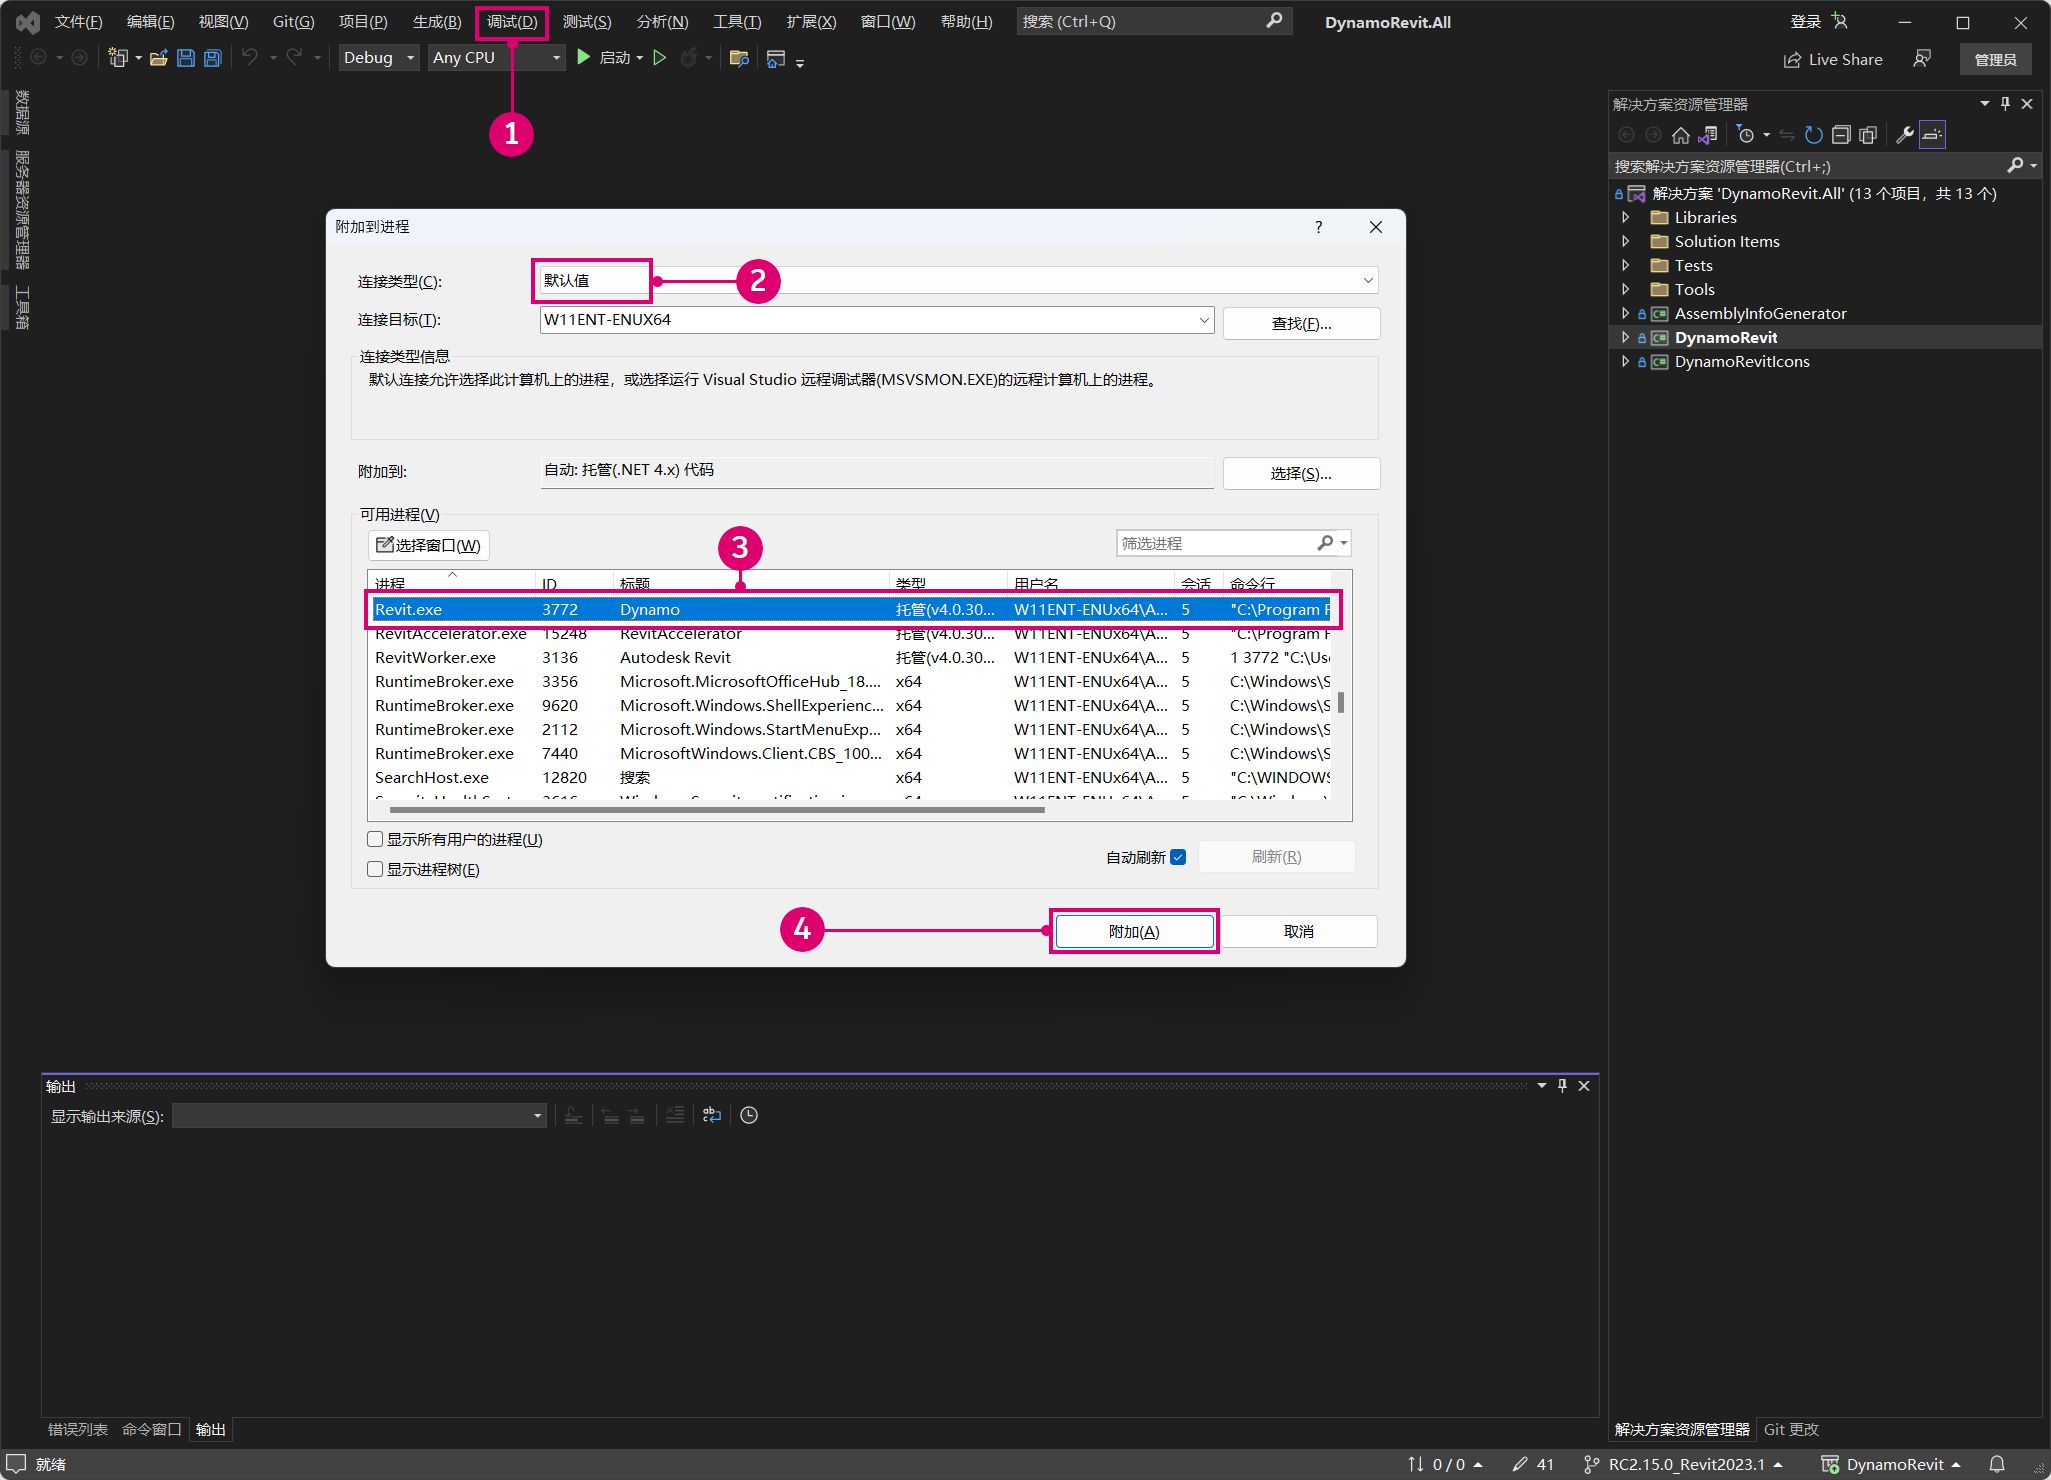 文件(F) 编辑(E) 视图(V) Git(G) 项目(P) 生成(B) 调试(D) 测试(S) 分析(N) 工具(T) 扩展(X) 窗口(W) 帮助(H) 搜索 (Ctrl+Q) DynamoRevit.All 登录
Debug Any CPU 启动 Live Share 管理员
1
数据源
服务器资源管理器
工具箱
附加到进程
连接类型(C): 默认值 2
连接目标(T): W11ENT-ENUX64 查找(F)...
连接类型信息
默认连接允许选择此计算机上的进程，或选择运行 Visual Studio 远程调试器(MSVSMON.EXE)的远程计算机上的进程。
附加到: 自动: 托管(.NET 4.x) 代码 选择(S)...
可用进程(V)
选择窗口(W) 3 筛选进程
进程 ID 标题 类型 用户名 会话 命令行
Revit.exe 3772 Dynamo 托管(v4.0.30... W11ENT-ENUx64\A... 5 "C:\Program F
RevitAccelerator.exe 15248 RevitAccelerator 托管(v4.0.30... W11ENT-ENUx64\A... 5 "C:\Program F
RevitWorker.exe 3136 Autodesk Revit 托管(v4.0.30... W11ENT-ENUx64\A... 5 1 3772 "C:\Use
RuntimeBroker.exe 3356 Microsoft.MicrosoftOfficeHub_18.... x64 W11ENT-ENUx64\A... 5 C:\Windows\S
RuntimeBroker.exe 9620 Microsoft.Windows.ShellExperienc... x64 W11ENT-ENUx64\A... 5 C:\Windows\S
RuntimeBroker.exe 2112 Microsoft.Windows.StartMenuExp... x64 W11ENT-ENUx64\A... 5 C:\Windows\S
RuntimeBroker.exe 7440 MicrosoftWindows.Client.CBS_100... x64 W11ENT-ENUx64\A... 5 C:\Windows\S
SearchHost.exe 12820 搜索 x64 W11ENT-ENUx64\A... 5 "C:\WINDOWS
显示所有用户的进程(U)
显示进程树(E)
自动刷新 刷新(R)
4 附加(A) 取消
解决方案资源管理器
搜索解决方案资源管理器(Ctrl+;)
解决方案 'DynamoRevit.All' (13 个项目，共 13 个)
Libraries
Solution Items
Tests
Tools
AssemblyInfoGenerator
DynamoRevit
DynamoRevitIcons
输出
显示输出来源(S):
错误列表 命令窗口 输出
解决方案资源管理器 Git 更改
就绪 0 / 0 41 RC2.15.0_Revit2023.1 DynamoRevit